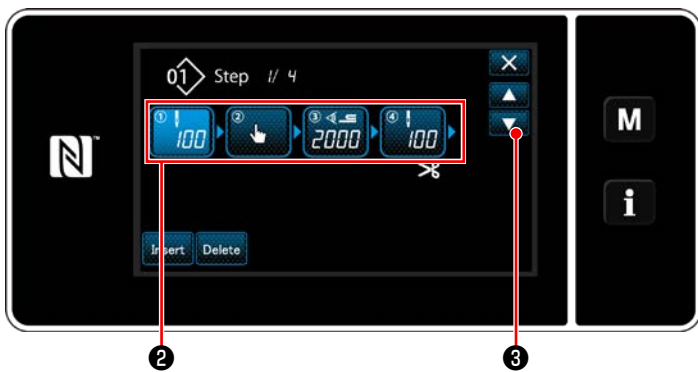 01 Step 1/ 4
① 100 ② ③ 2000 ④ 100
Insert Delete
M
i
N
❷ ❸